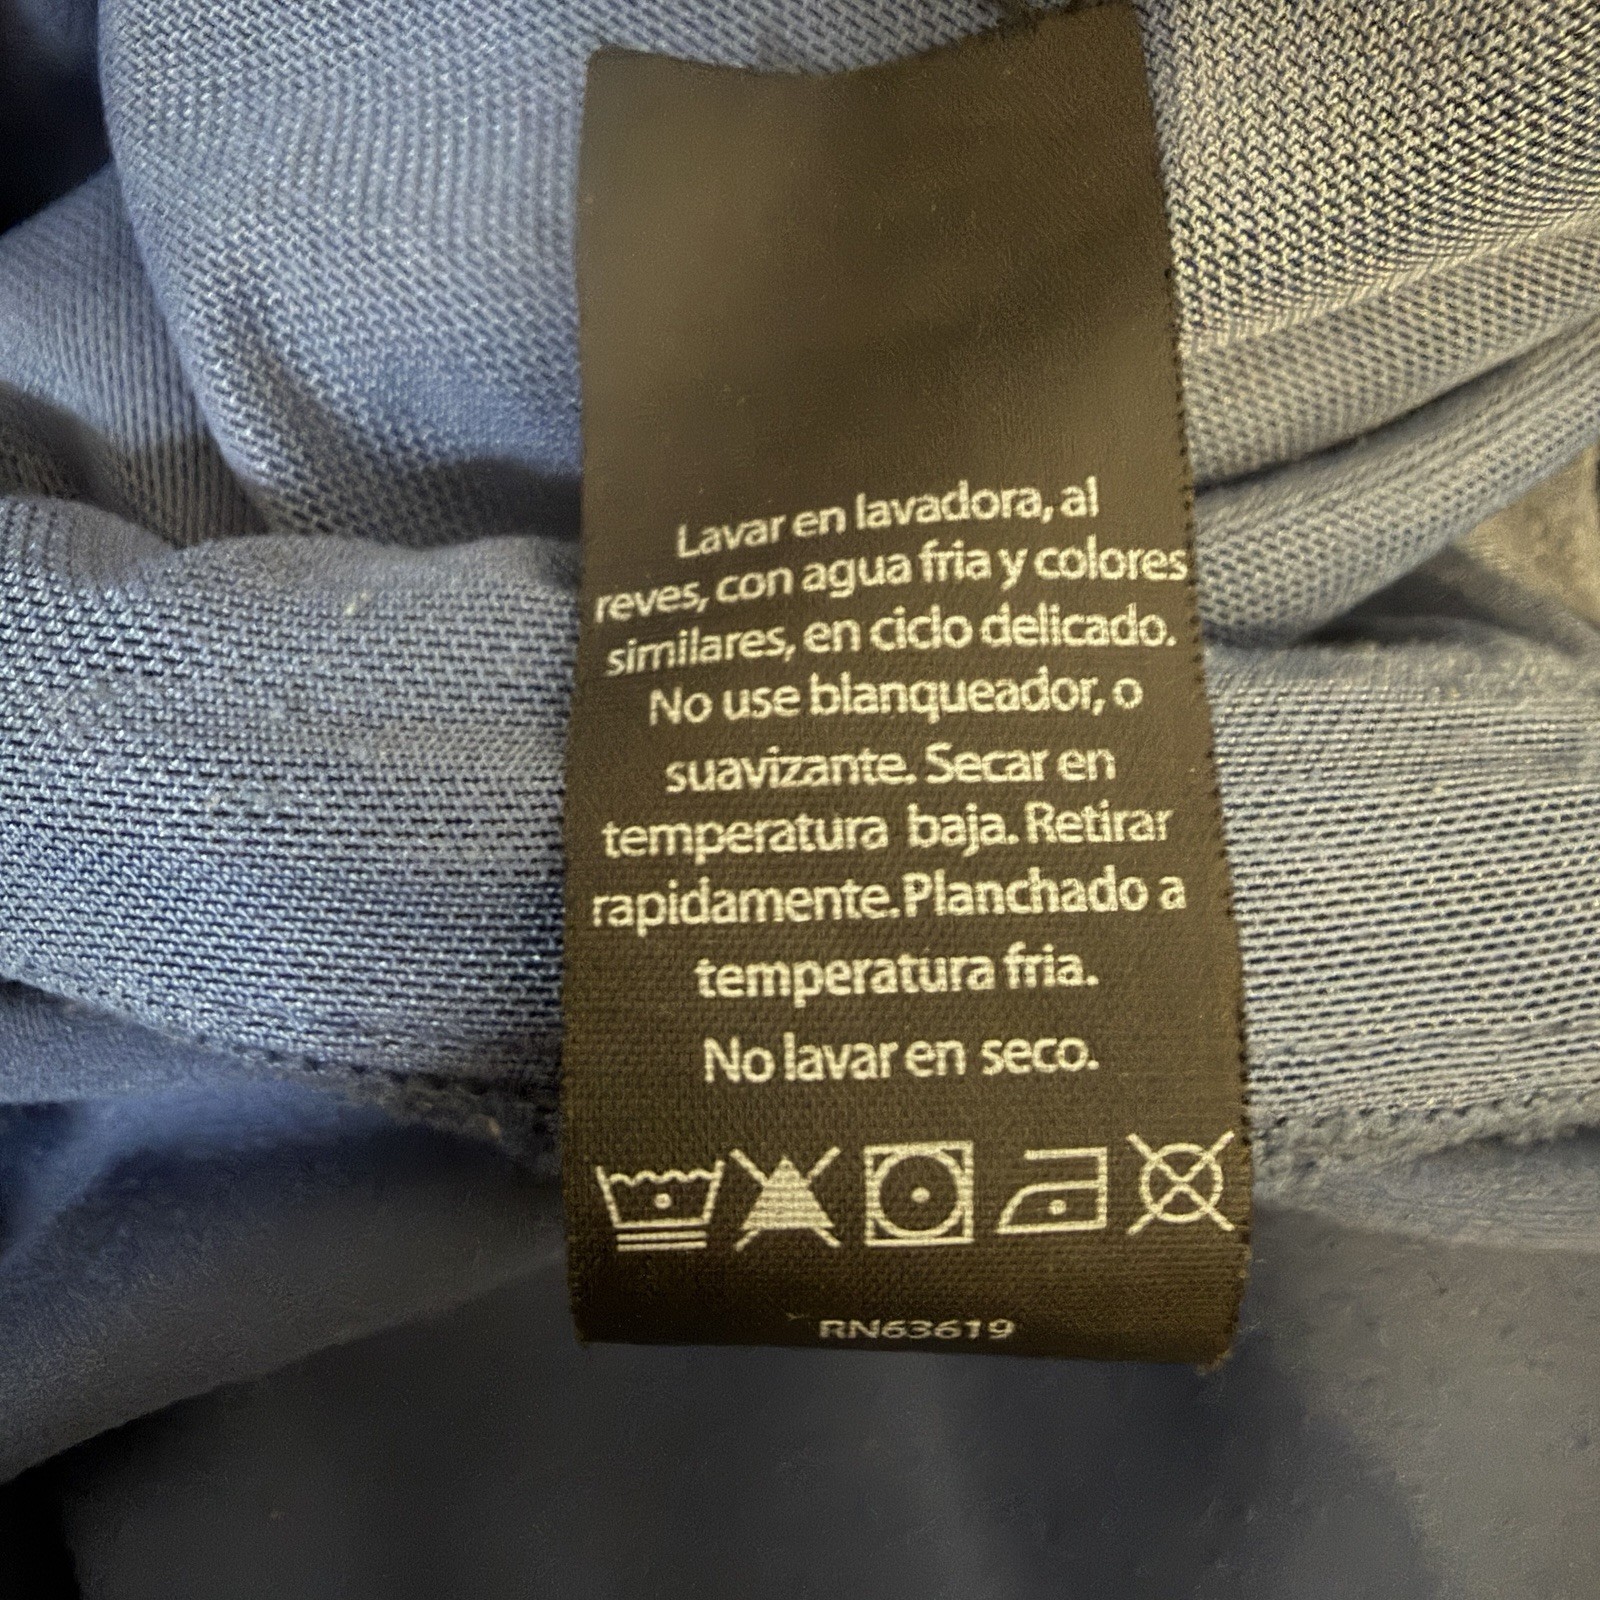 Lavar en lavadora, al
reves, con agua fria y colores
similares, en ciclo delicado.
No use blanqueador, o
suavizante. Secar en
temperatura baja. Retirar
rapidamente. Planchado a
temperatura fria.
No lavar en seco.
RN63619